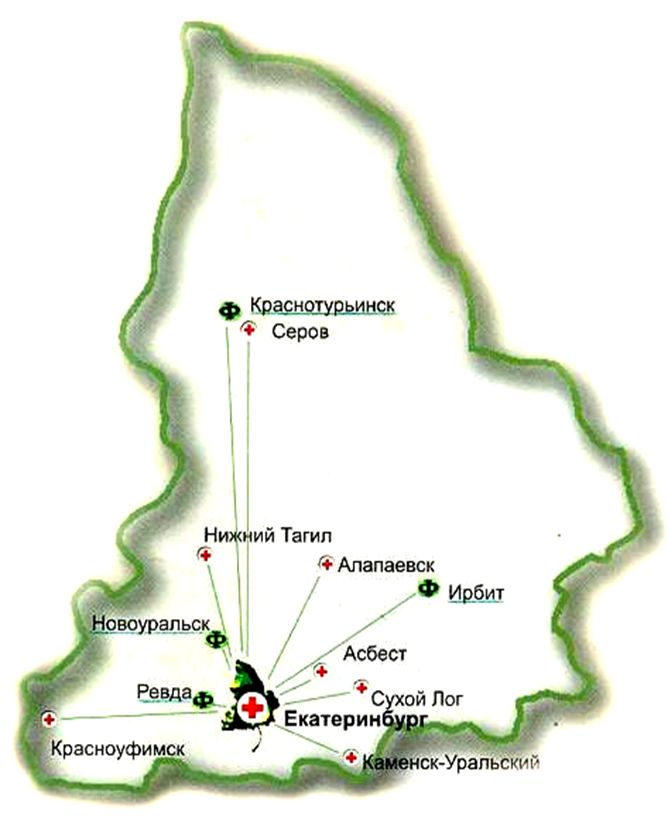 Ф Краснотурьинск
Серов
Нижний Тагил
Алапаевск
Ф Ирбит
Новоуральск Ф
Асбест
Ревда Ф
Сухой Лог
Екатеринбург
Красноуфимск
Каменск-Уральский